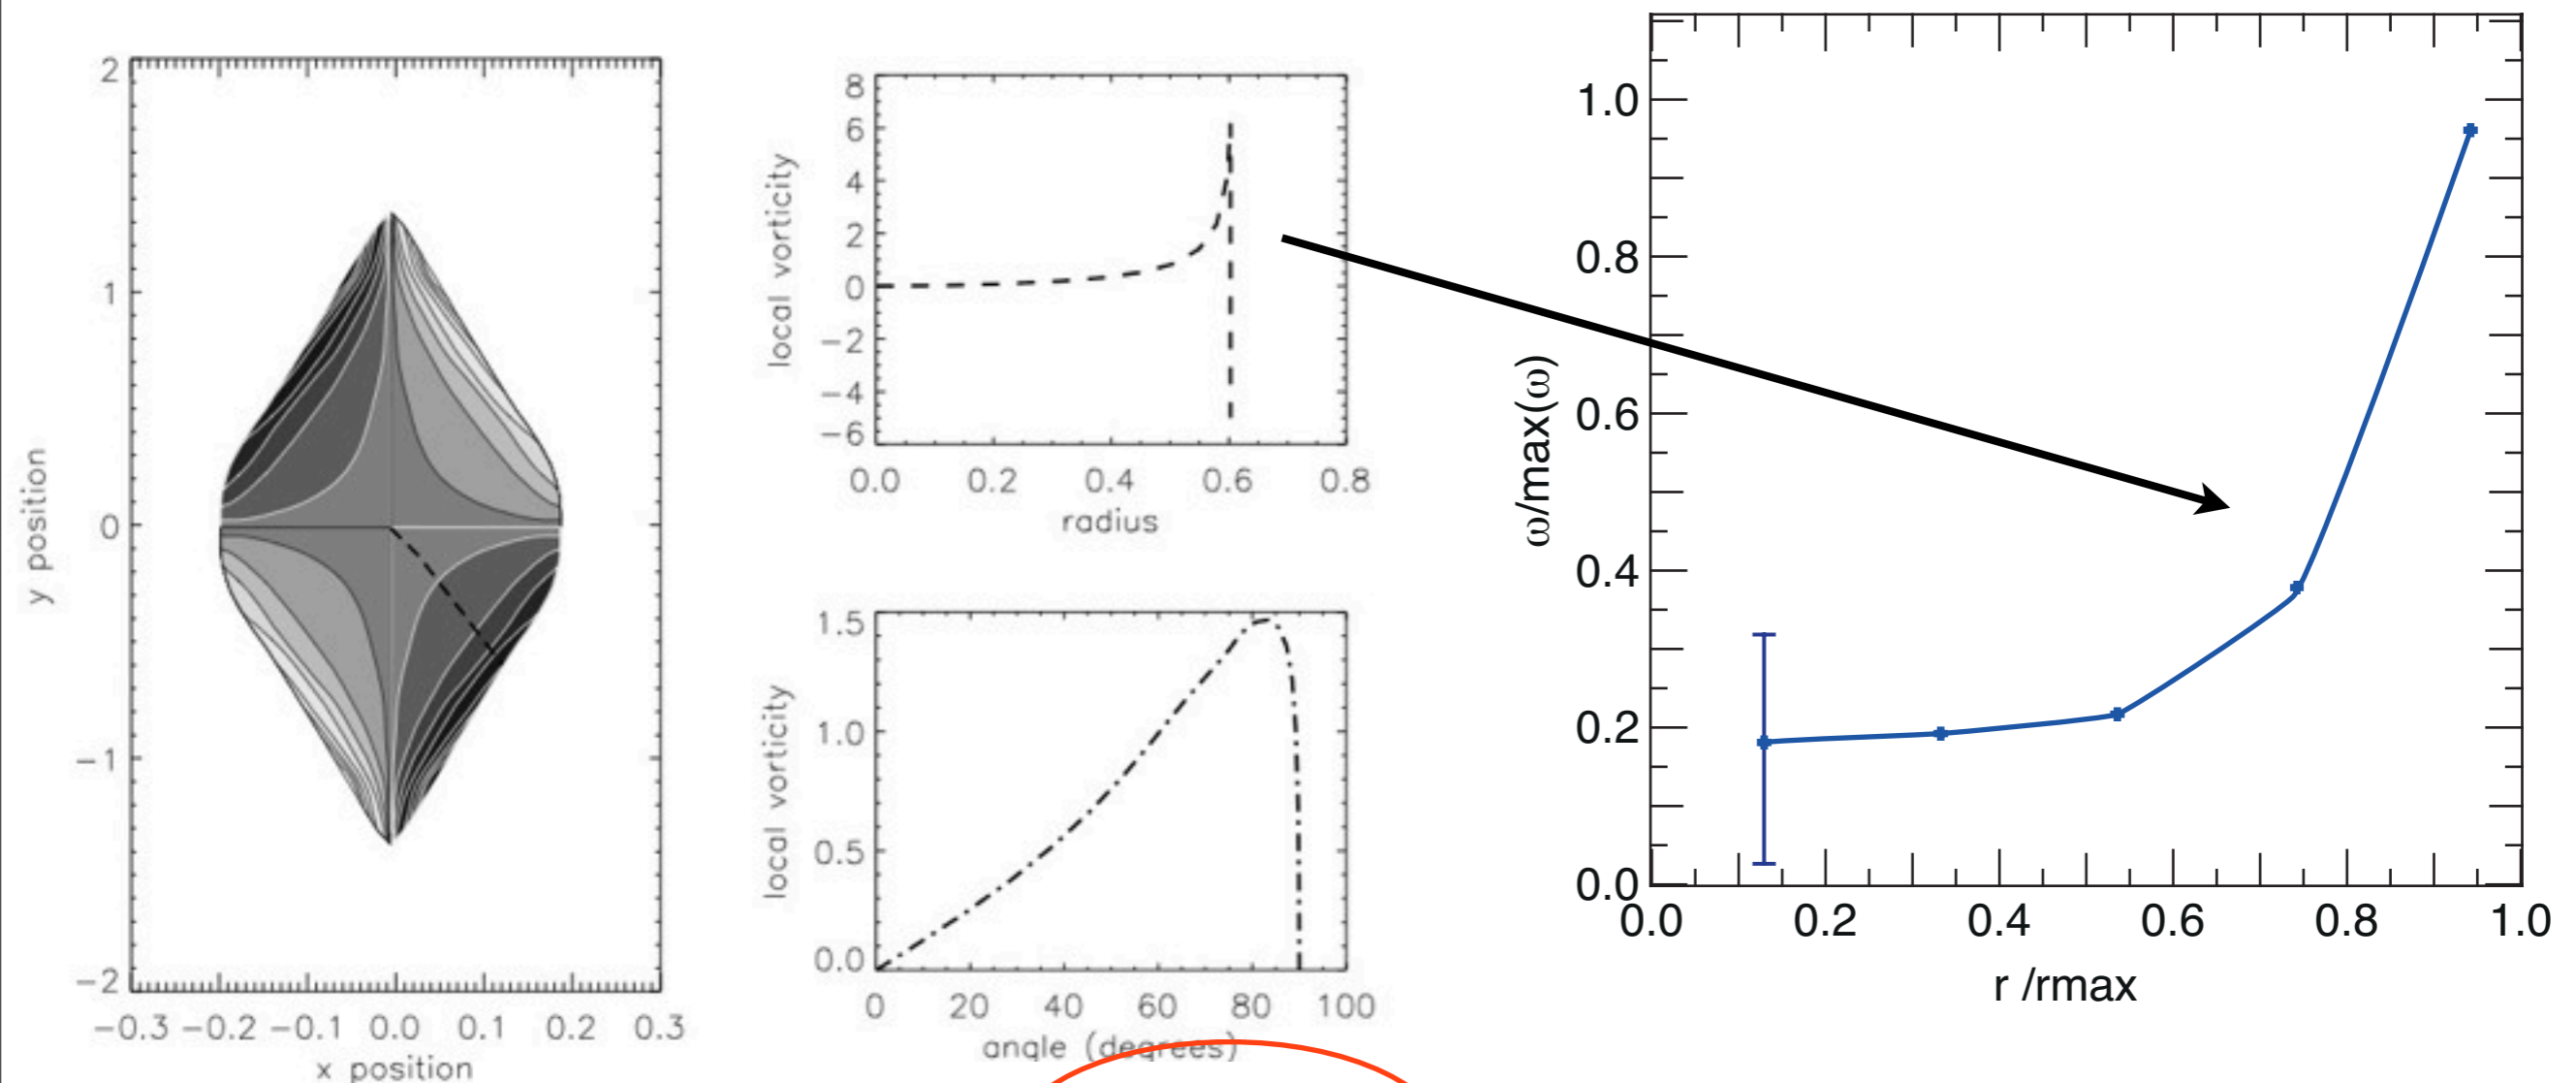 2
1
0
−1
−2
y position
−0.3 −0.2 −0.1 0.0 0.1 0.2 0.3
x position
8
6
4
2
0
−2
−4
−6
local vorticity
0.0 0.2 0.4 0.6 0.8
radius
1.5
1.0
0.5
0.0
local vorticity
0 20 40 60 80 100
angle (degrees)
1.0
0.8
0.6
0.4
0.2
0.0
ω/max(ω)
0.0 0.2 0.4 0.6 0.8 1.0
r /rmax